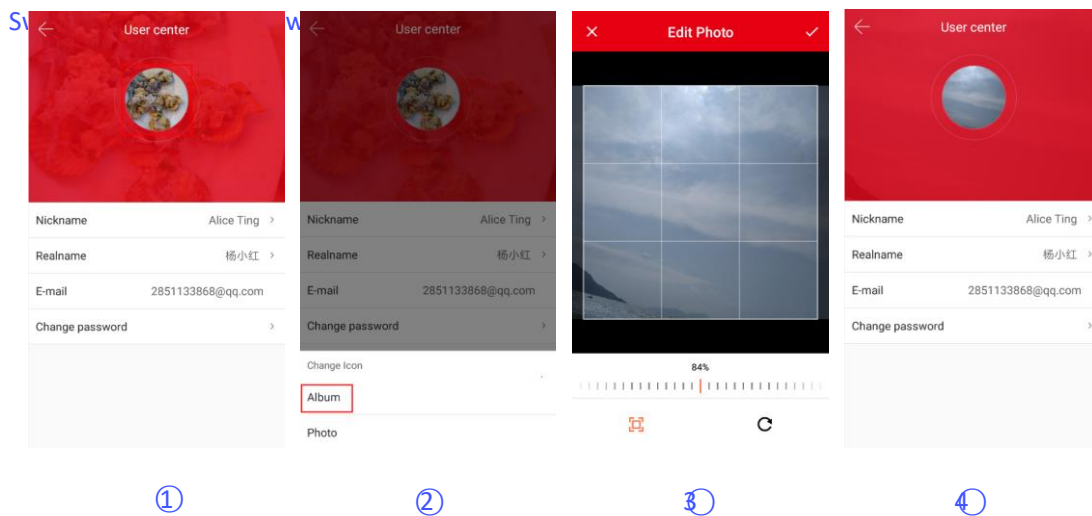 User center
Nickname Alice Ting
Realname 杨小红
E-mail 2851133868@qq.com
Change password
①
User center
Nickname Alice Ting
Realname 杨小红
E-mail 2851133868@qq.com
Change password
Change Icon
Album
Photo
②
Edit Photo
84%
③
User center
Nickname Alice Ting
Realname 杨小红
E-mail 2851133868@qq.com
Change password
④